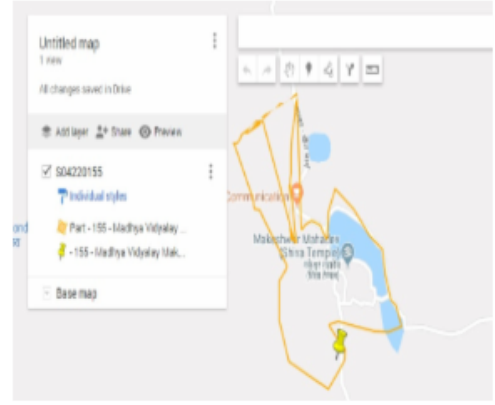 Untitled map
1 view
All changes saved in Drive
Add layer
Share
Preview
S04220155
Individual styles
Part - 155 - Madhya Vidyalay ...
- 155 - Madhya Vidyalay Mak...
Base map
Communication
Makeshwar Mahadev
(Shiva Temple)